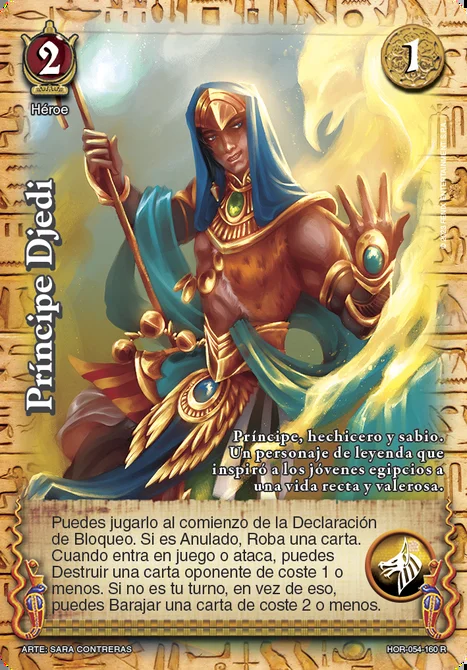 2
1
Héroe
Príncipe Djedi
Príncipe, hechicero y sabio.
Un personaje de leyenda que
inspiró a los jóvenes egipcios a
una vida recta y valerosa.
Puedes jugarlo al comienzo de la Declaración
de Bloqueo. Si es Anulado, Roba una carta.
Cuando entra en juego o ataca, puedes
Destruir una carta oponente de coste 1 o
menos. Si no es tu turno, en vez de eso,
puedes Barajar una carta de coste 2 o menos.
ARTE: SARA CONTRERAS
HOR-054-160 R